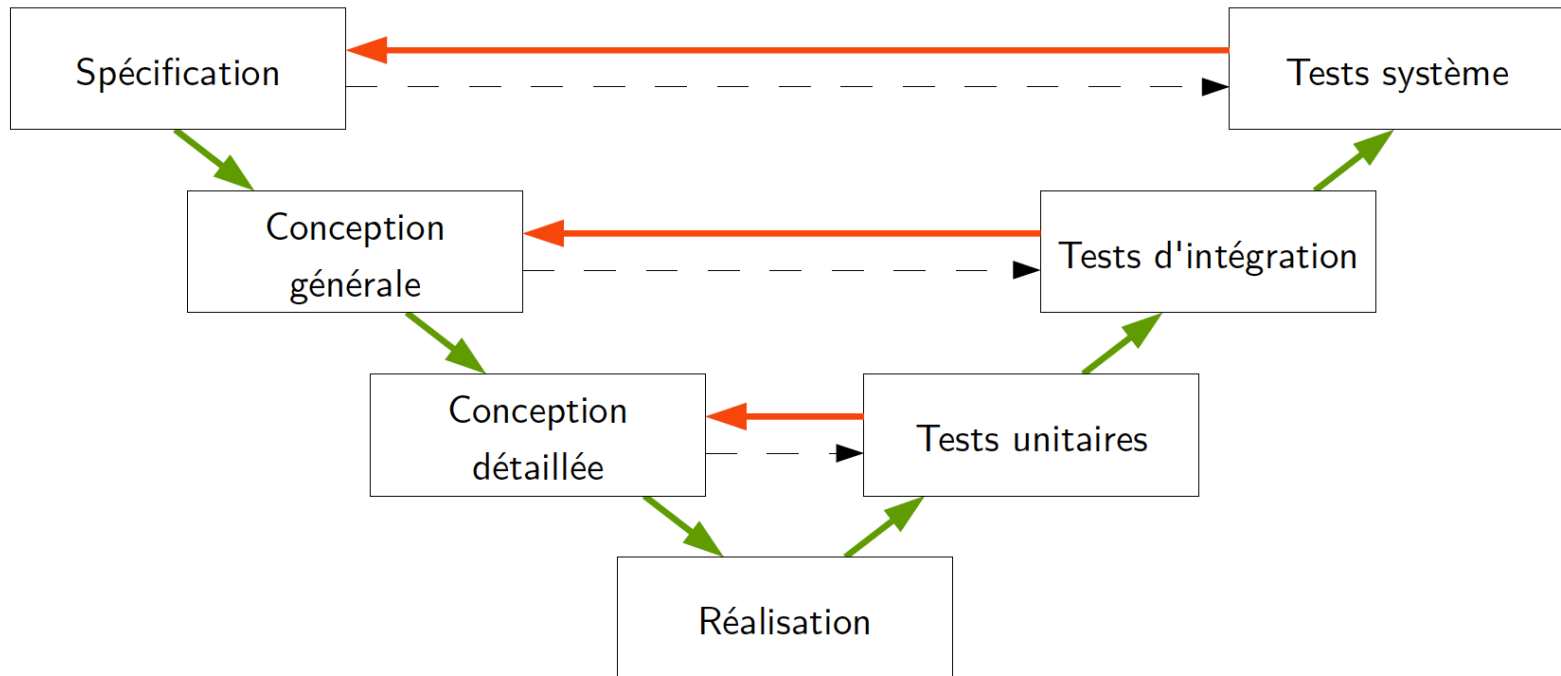 Spécification
Tests système
Conception
générale
Tests d'intégration
Conception
détaillée
Tests unitaires
Réalisation